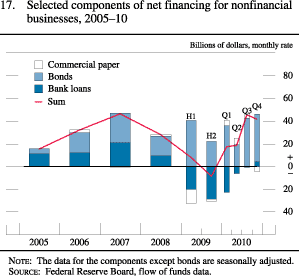 17. Selected components of net financing for nonfinancial
businesses, 2005–10
Billions of dollars, monthly rate
Commercial paper
Bonds
Bank loans
Sum
H1
H2
Q1
Q2
Q3
Q4
80
60
40
20
+
0
–
20
40
2005 2006 2007 2008 2009 2010
NOTE: The data for the components except bonds are seasonally adjusted.
SOURCE: Federal Reserve Board, flow of funds data.